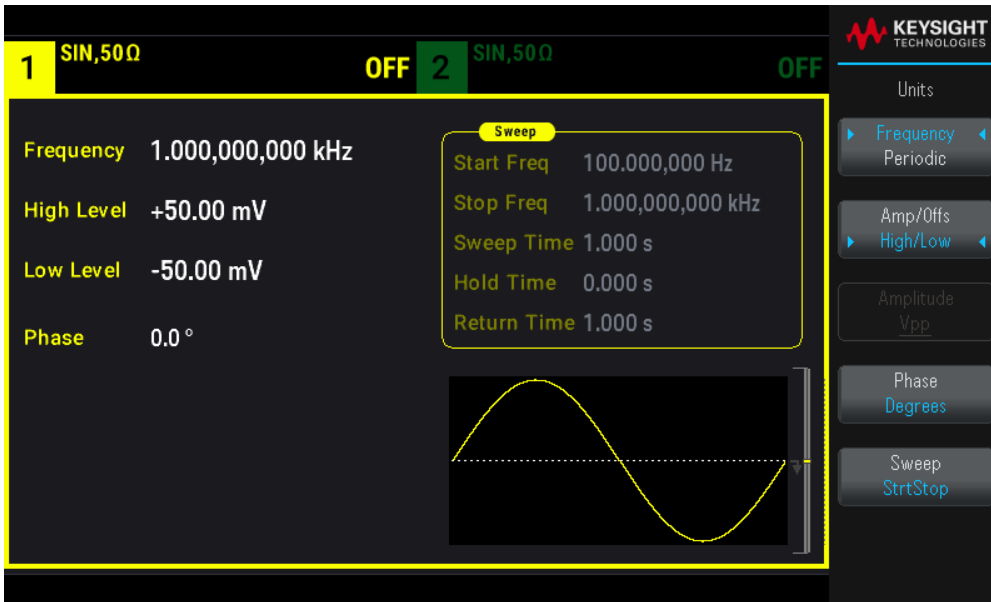 KEYSIGHT
TECHNOLOGIES
1 SIN,50Ω OFF 2 SIN,50Ω OFF
Units
Frequency 1.000,000,000 kHz
High Level +50.00 mV
Low Level -50.00 mV
Phase 0.0 °
Sweep
Start Freq 100.000,000 Hz
Stop Freq 1.000,000,000 kHz
Sweep Time 1.000 s
Hold Time 0.000 s
Return Time 1.000 s
Frequency
Periodic
Amp/Offs
High/Low
Amplitude
Vpp
Phase
Degrees
Sweep
StrtStop